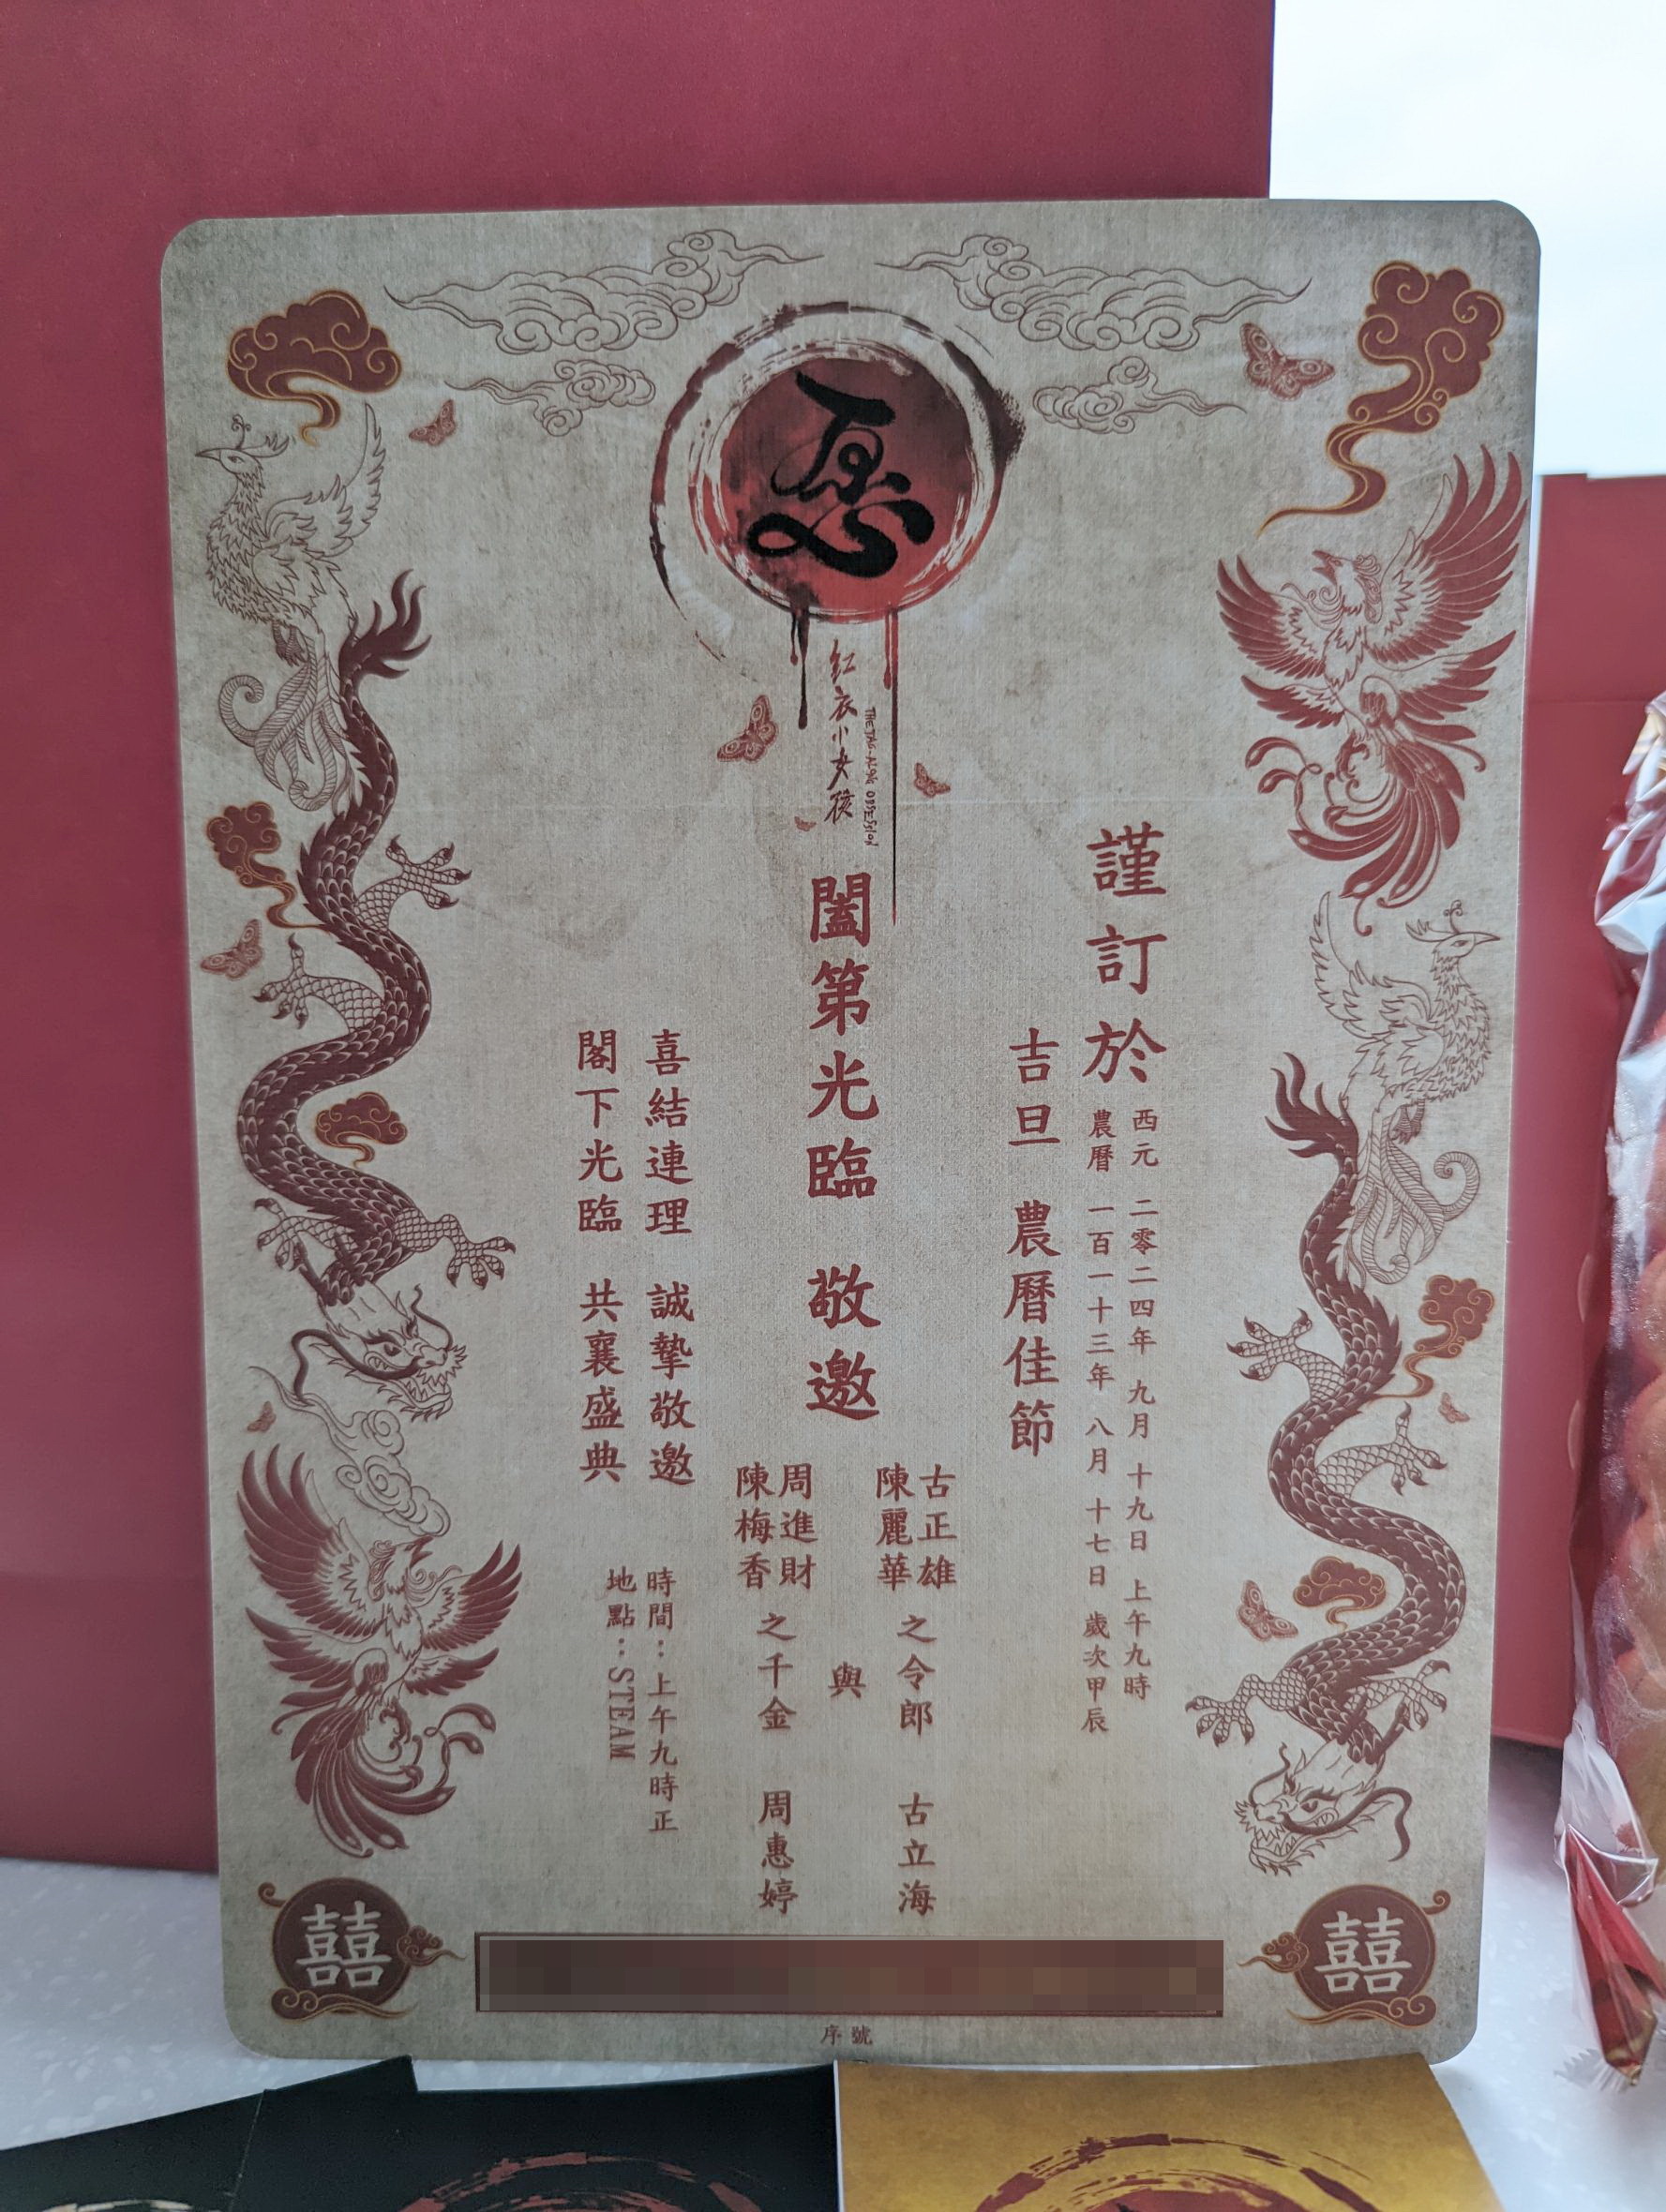 愿
紅衣小女孩
THE TAG-ALONG OBSESSION
謹訂於
西元 二零二四年 九月 十九日 上午九時
農曆 一百一十三年 八月 十七日 歲次甲辰
吉旦 農曆佳節
闔第光臨 敬邀
古正雄
陳麗華
之令郎 古立海
與
周進財
陳梅香
之千金 周惠婷
喜結連理 誠摯敬邀
閣下光臨 共襄盛典
時間：上午九時正
地點：STEAM
囍
囍
序號